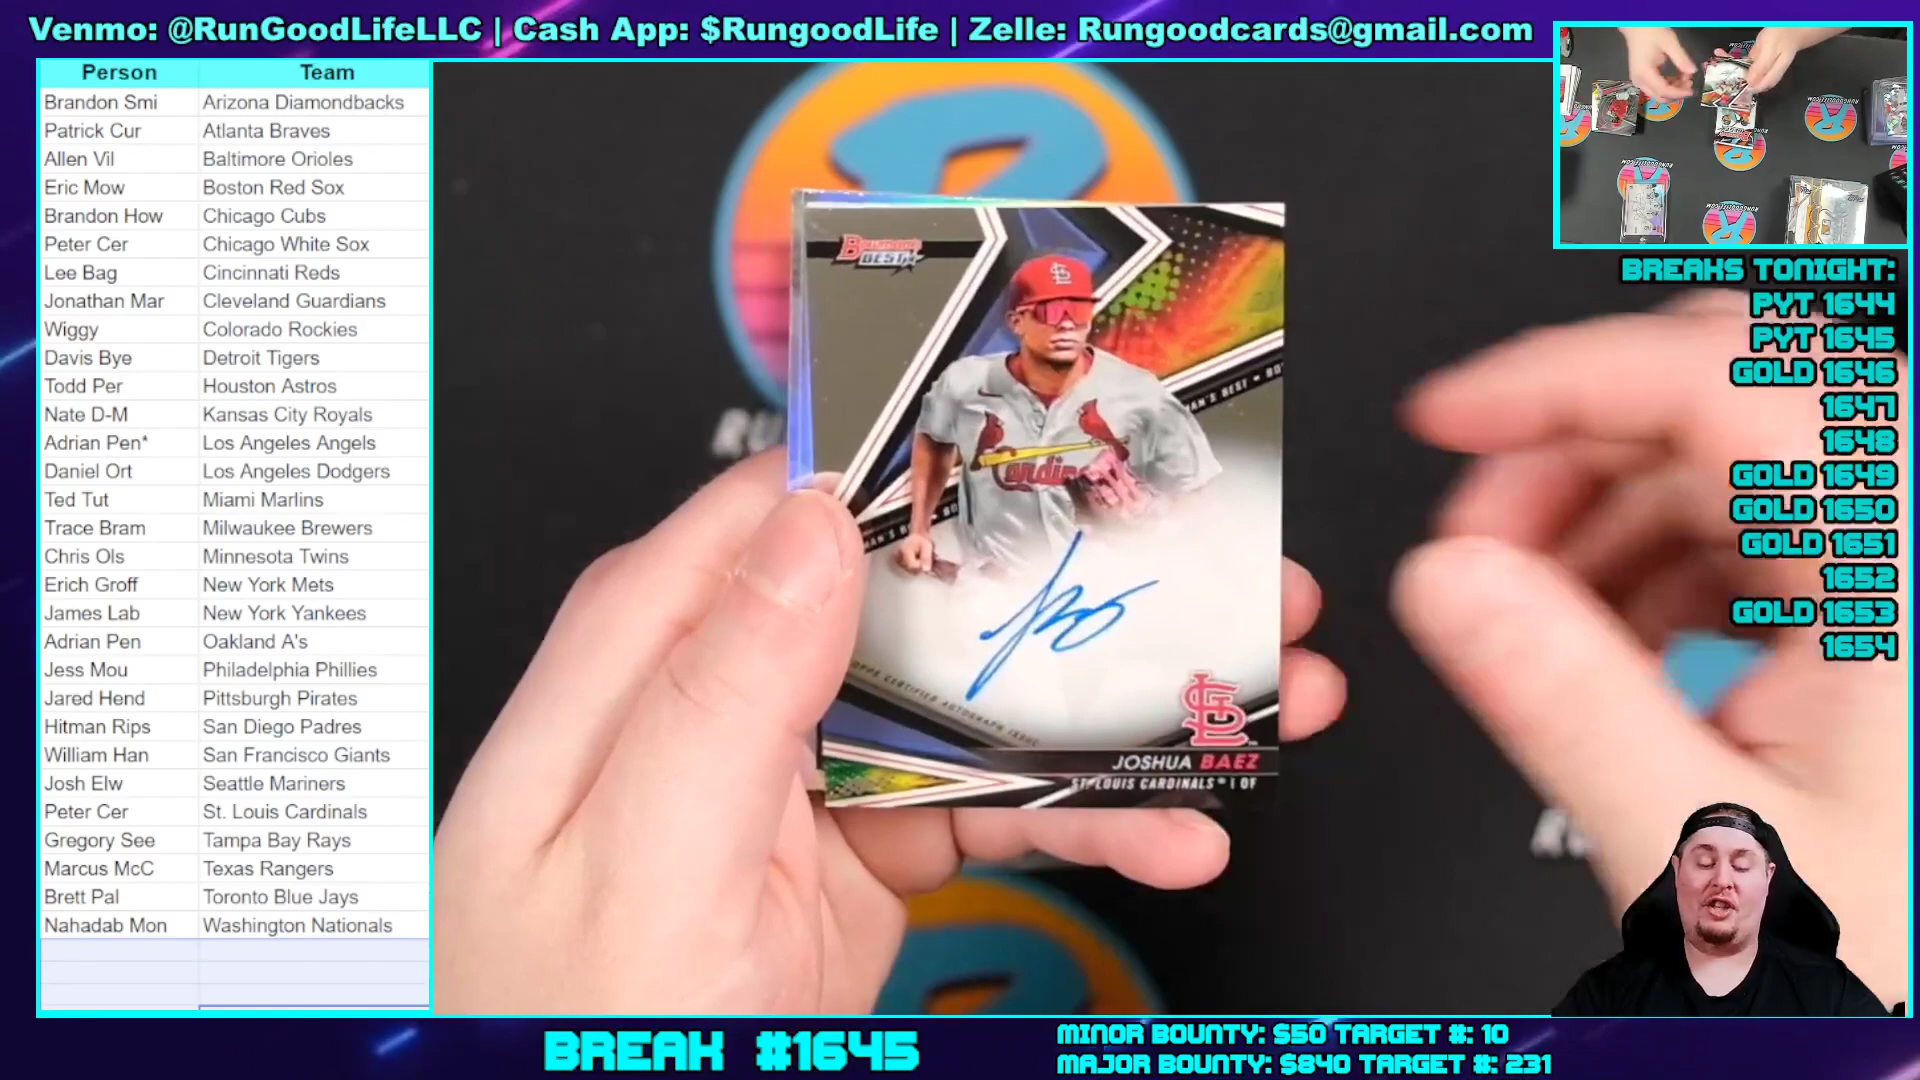 Venmo: @RunGoodLifeLLC | Cash App: $RungoodLife | Zelle: Rungoodcards@gmail.com
Person Team
Brandon Smi Arizona Diamondbacks
Patrick Cur Atlanta Braves
Allen Vil Baltimore Orioles
Eric Mow Boston Red Sox
Brandon How Chicago Cubs
Peter Cer Chicago White Sox
Lee Bag Cincinnati Reds
Jonathan Mar Cleveland Guardians
Wiggy Colorado Rockies
Davis Bye Detroit Tigers
Todd Per Houston Astros
Nate D-M Kansas City Royals
Adrian Pen* Los Angeles Angels
Daniel Ort Los Angeles Dodgers
Ted Tut Miami Marlins
Trace Bram Milwaukee Brewers
Chris Ols Minnesota Twins
Erich Groff New York Mets
James Lab New York Yankees
Adrian Pen Oakland A's
Jess Mou Philadelphia Phillies
Jared Hend Pittsburgh Pirates
Hitman Rips San Diego Padres
William Han San Francisco Giants
Josh Elw Seattle Mariners
Peter Cer St. Louis Cardinals
Gregory See Tampa Bay Rays
Marcus McC Texas Rangers
Brett Pal Toronto Blue Jays
Nahadab Mon Washington Nationals
BOWMAN'S
BEST
TOPPS CERTIFIED AUTOGRAPH ISSUE
JOSHUA BAEZ
ST. LOUIS CARDINALS™ | OF
BREAKS TONIGHT:
PYT 1644
PYT 1645
GOLD 1646
1647
1648
GOLD 1649
GOLD 1650
GOLD 1651
1652
GOLD 1653
1654
BREAK #1645
MINOR BOUNTY: $50 TARGET #: 10
MAJOR BOUNTY: $840 TARGET #: 231